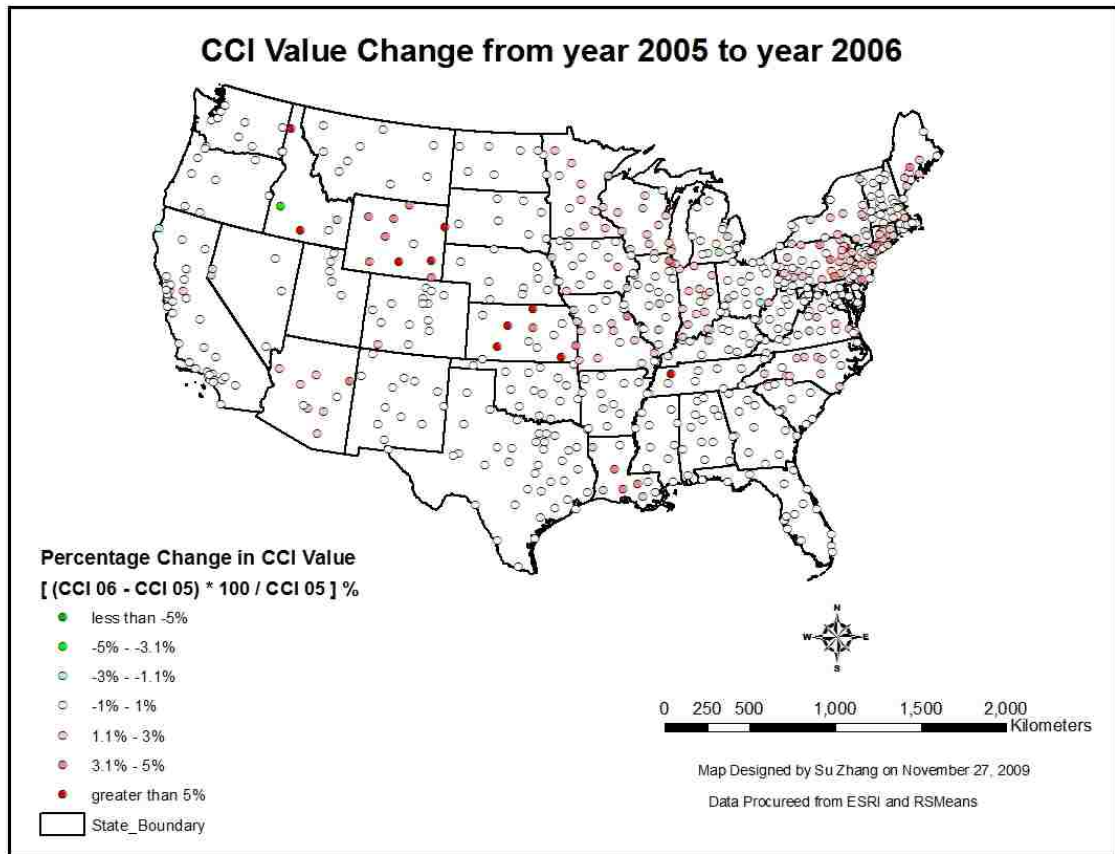 CCI Value Change from year 2005 to year 2006
Percentage Change in CCI Value
[ (CCI 06 - CCI 05) * 100 / CCI 05 ] %
less than -5%
-5% - -3.1%
-3% - -1.1%
-1% - 1%
1.1% - 3%
3.1% - 5%
greater than 5%
State_Boundary
N
W E
S
0 250 500 1,000 1,500 2,000
Kilometers
Map Designed by Su Zhang on November 27, 2009
Data Procureed from ESRI and RSMeans